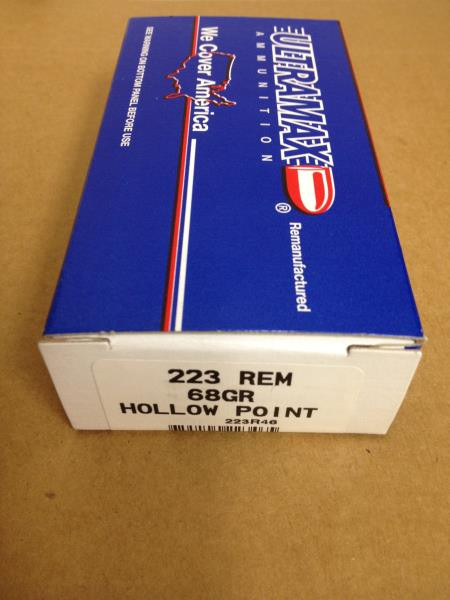 ULTRAMAX
AMMUNITION
® Remanufactured
We Cover America
SEE WARNING ON BOTTOM PANEL BEFORE USE
223 REM
68GR
HOLLOW POINT
223R46